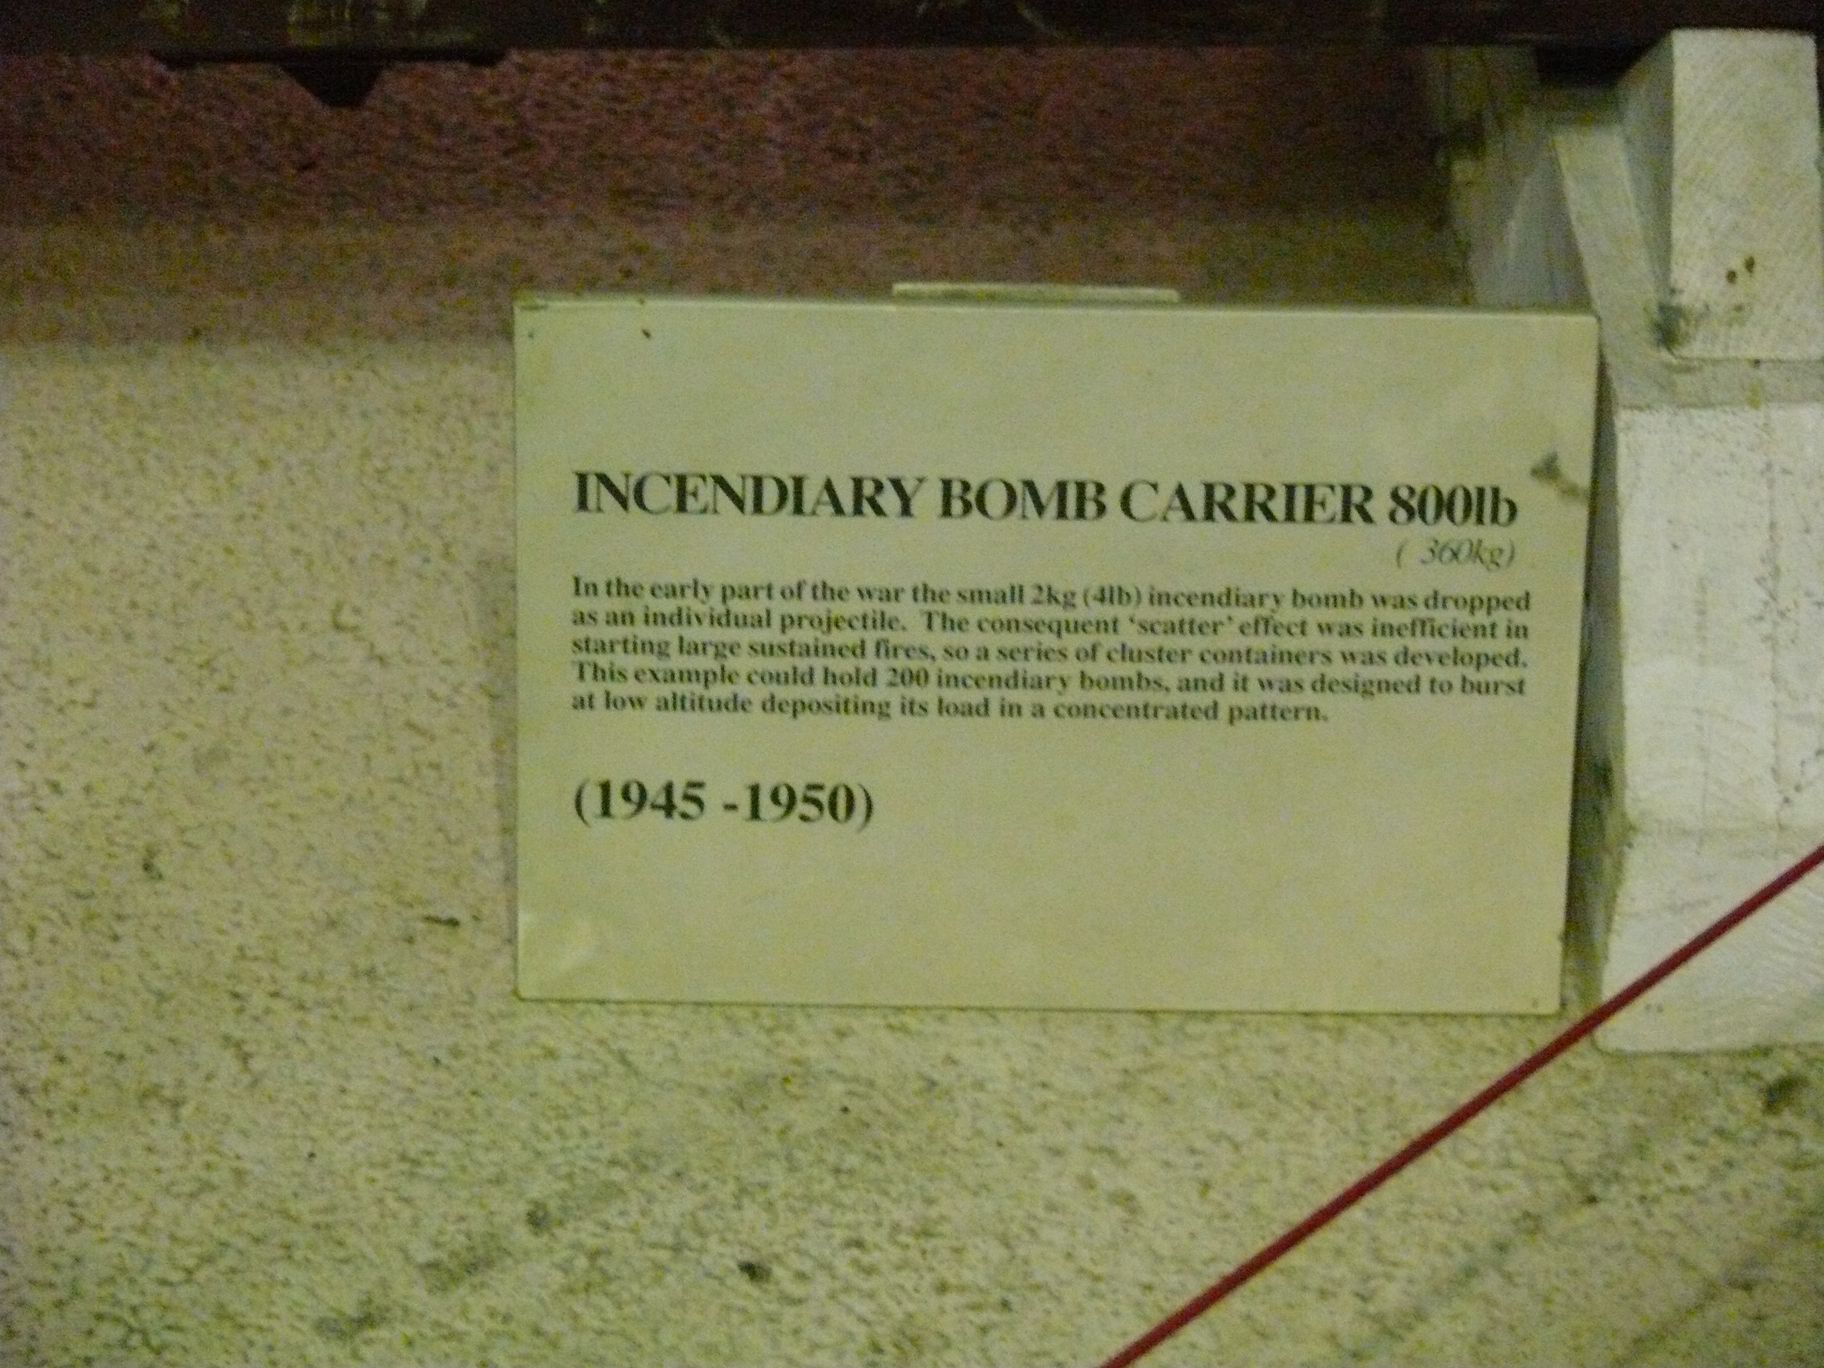 INCENDIARY BOMB CARRIER 800lb
( 360kg)
In the early part of the war the small 2kg (4lb) incendiary bomb was dropped
as an individual projectile. The consequent 'scatter' effect was inefficient in
starting large sustained fires, so a series of cluster containers was developed.
This example could hold 200 incendiary bombs, and it was designed to burst
at low altitude depositing its load in a concentrated pattern.
(1945 -1950)